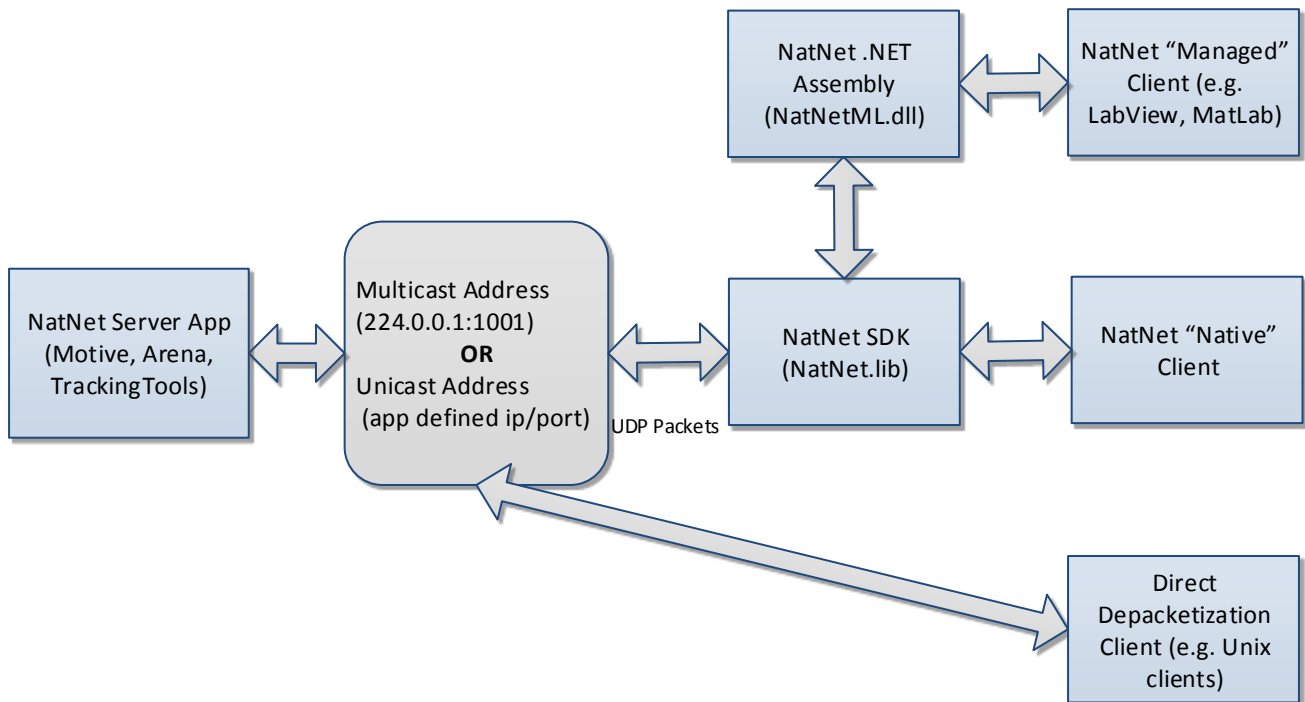 NatNet .NET
Assembly
(NatNetML.dll)
NatNet “Managed”
Client (e.g.
LabView, MatLab)
NatNet Server App
(Motive, Arena,
TrackingTools)
Multicast Address
(224.0.0.1:1001)
OR
Unicast Address
(app defined ip/port)
UDP Packets
NatNet SDK
(NatNet.lib)
NatNet “Native”
Client
Direct
Depacketization
Client (e.g. Unix
clients)